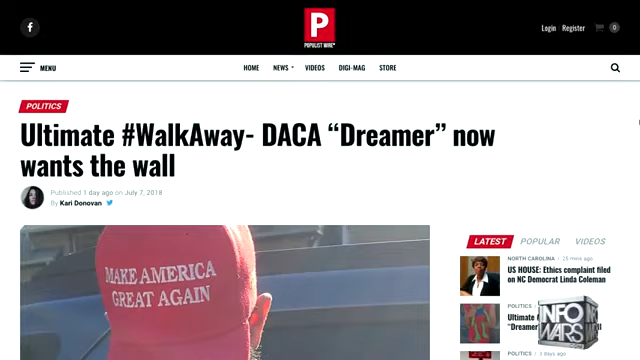 P
POPULIST WIRE
Login Register 0
MENU
HOME NEWS VIDEOS DIGI-MAG STORE
POLITICS
Ultimate #WalkAway- DACA “Dreamer” now
wants the wall
Published 1 day ago on July 7, 2018
By Kari Donovan
MAKE AMERICA
GREAT AGAIN
LATEST POPULAR VIDEOS
NORTH CAROLINA / 25 mins ago
US HOUSE: Ethics complaint filed
on NC Democrat Linda Coleman
POLITICS
Ultimate
"Dreamer"
POLITICS / 3 days ago
INFO
WARS